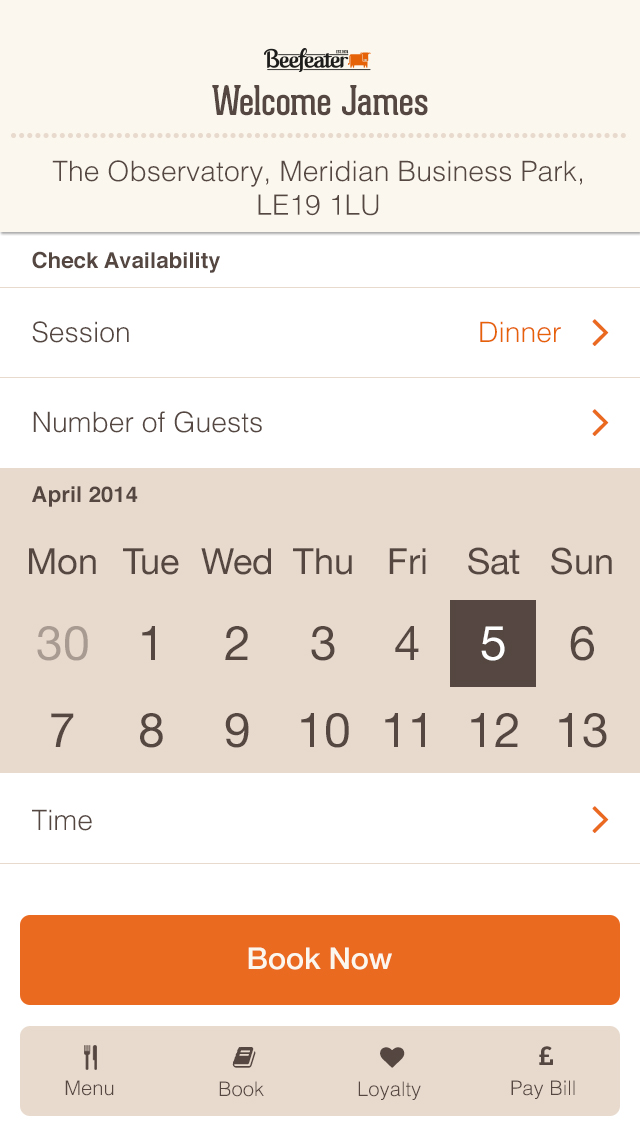 Beefeater
Welcome James
The Observatory, Meridian Business Park,
LE19 1LU
Check Availability
Session Dinner
Number of Guests
April 2014
Mon Tue Wed Thu Fri Sat Sun
30 1 2 3 4 5 6
7 8 9 10 11 12 13
Time
Book Now
Menu Book Loyalty £ Pay Bill